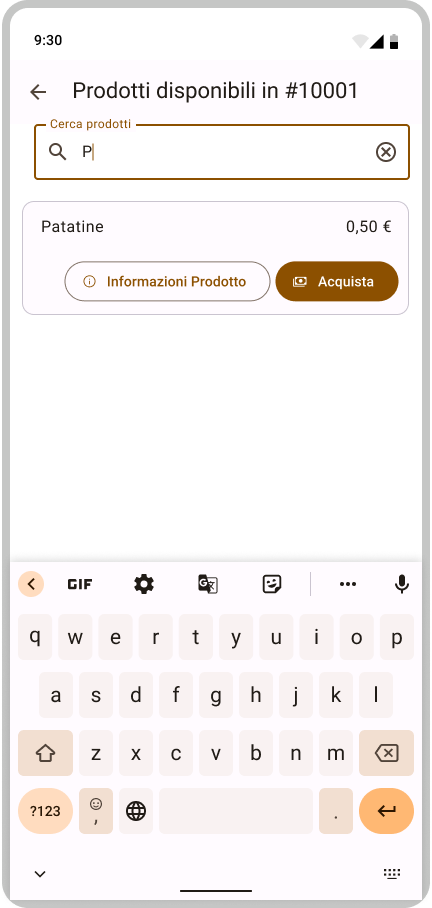 9:30
Prodotti disponibili in #10001
Cerca prodotti
P
Patatine 0,50 €
Informazioni Prodotto Acquista
GIF
q w e r t y u i o p
a s d f g h j k l
z x c v b n m
?123 , .